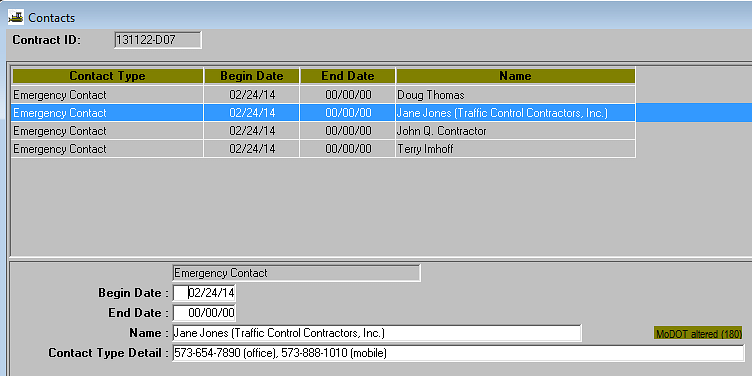 Contacts
Contract ID: 131122-D07
Contact Type Begin Date End Date Name
Emergency Contact 02/24/14 00/00/00 Doug Thomas
Emergency Contact 02/24/14 00/00/00 Jane Jones (Traffic Control Contractors, Inc.)
Emergency Contact 02/24/14 00/00/00 John Q. Contractor
Emergency Contact 02/24/14 00/00/00 Terry Imhoff
Emergency Contact
Begin Date : 02/24/14
End Date : 00/00/00
Name : Jane Jones (Traffic Control Contractors, Inc.) MoDOT altered (180)
Contact Type Detail : 573-654-7890 (office), 573-888-1010 (mobile)